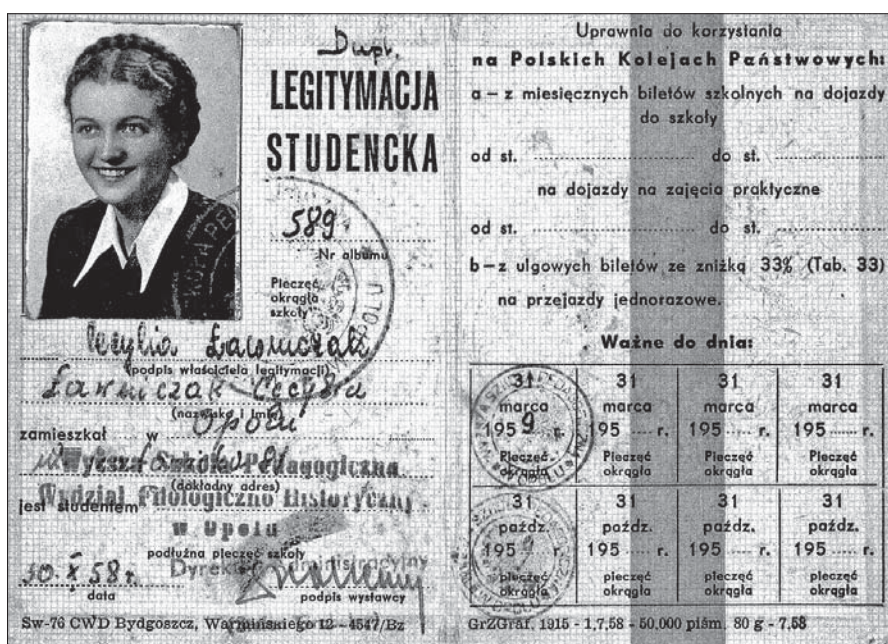 Dupl.
LEGITYMACJA
STUDENCKA
589
Nr albumu
Pieczęć
okrągła
szkoły
Cecylia Ławniczak
(podpis właściciela legitymacji)
Ławniczak Cecylia
(nazwisko i imię)
zamieszkał w Opolu
(dokładny adres)
Wyższa Szkoła Pedagogiczna
jest studentem Wydział Filologiczno Historyczny
w Opolu
podłużna pieczęć szkoły
Dyrektor Administracyjny
30. X 58 r.
data
podpis wystawcy
Sw-76 CWD Bydgoszcz, Warmińskiego 12 - 4547/Bz
Uprawnia do korzystania
na Polskich Kolejach Państwowych:
a – z miesięcznych biletów szkolnych na dojazdy
do szkoły
od st. .......... do st. ..........
na dojazdy na zajęcia praktyczne
od st. .......... do st. ..........
b – z ulgowych biletów ze zniżką 33% (Tab. 33)
na przejazdy jednorazowe.
Ważne do dnia:
31 31 31 31
marca marca marca marca
1959 r. 195..... r. 195..... r. 195..... r.
Pieczęć Pieczęć Pieczęć Pieczęć
okrągła okrągła okrągła okrągła
31 31 31 31
paźdz. paźdz. paźdz. paźdz.
1959 r. 195..... r. 195..... r. 195..... r.
pieczęć pieczęć pieczęć pieczęć
okrągła okrągła okrągła okrągła
GrZGraf. 1915 - 1,7,58 - 50,000 piśm. 80 g - 7.58